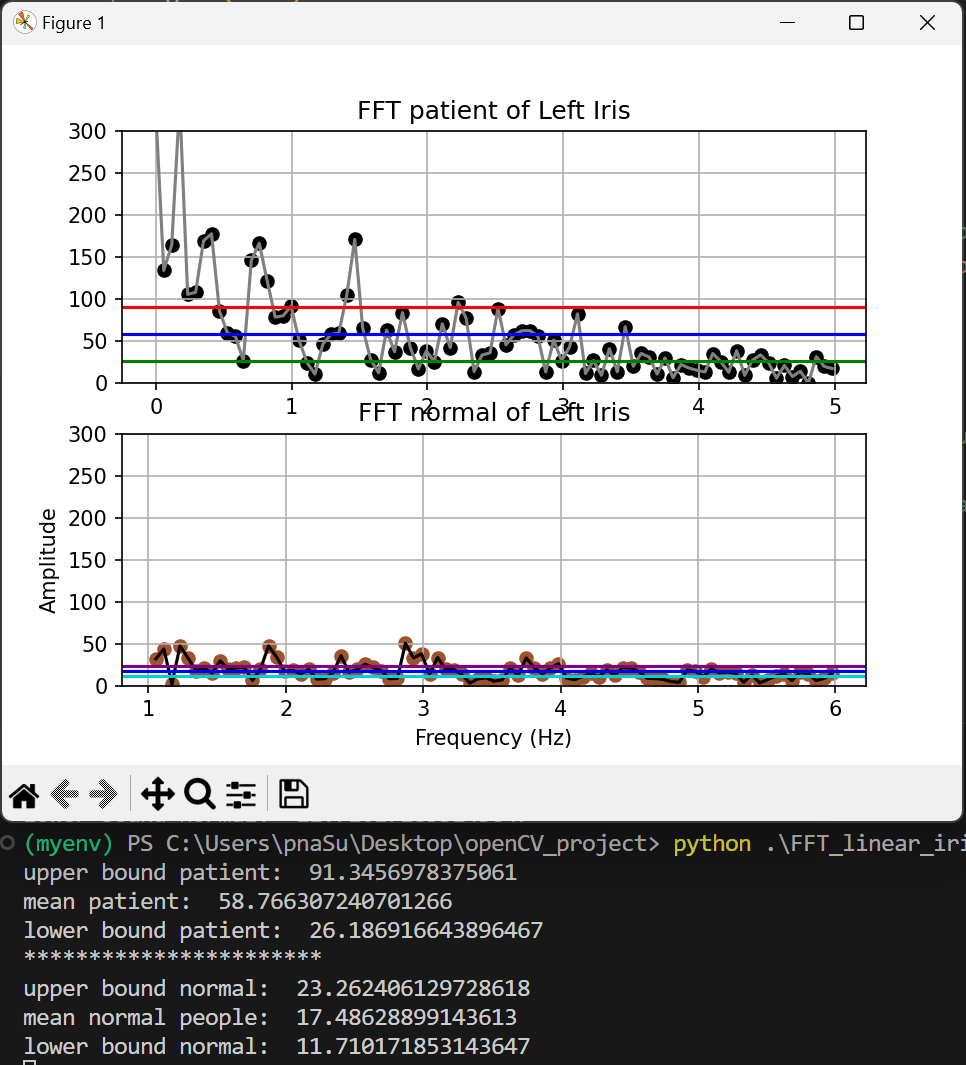 Figure 1
FFT patient of Left Iris
300
250
200
150
100
50
0
0 1 2 3 4 5
FFT normal of Left Iris
300
250
200
150
100
50
0
Amplitude
1 2 3 4 5 6
Frequency (Hz)
(myenv) PS C:\Users\pnaSu\Desktop\openCV_project> python .\FFT_linear_iri
upper bound patient:  91.3456978375061
mean patient:  58.766307240701266
lower bound patient:  26.186916643896467
***********************
upper bound normal:  23.262406129728618
mean normal people:  17.48628899143613
lower bound normal:  11.710171853143647